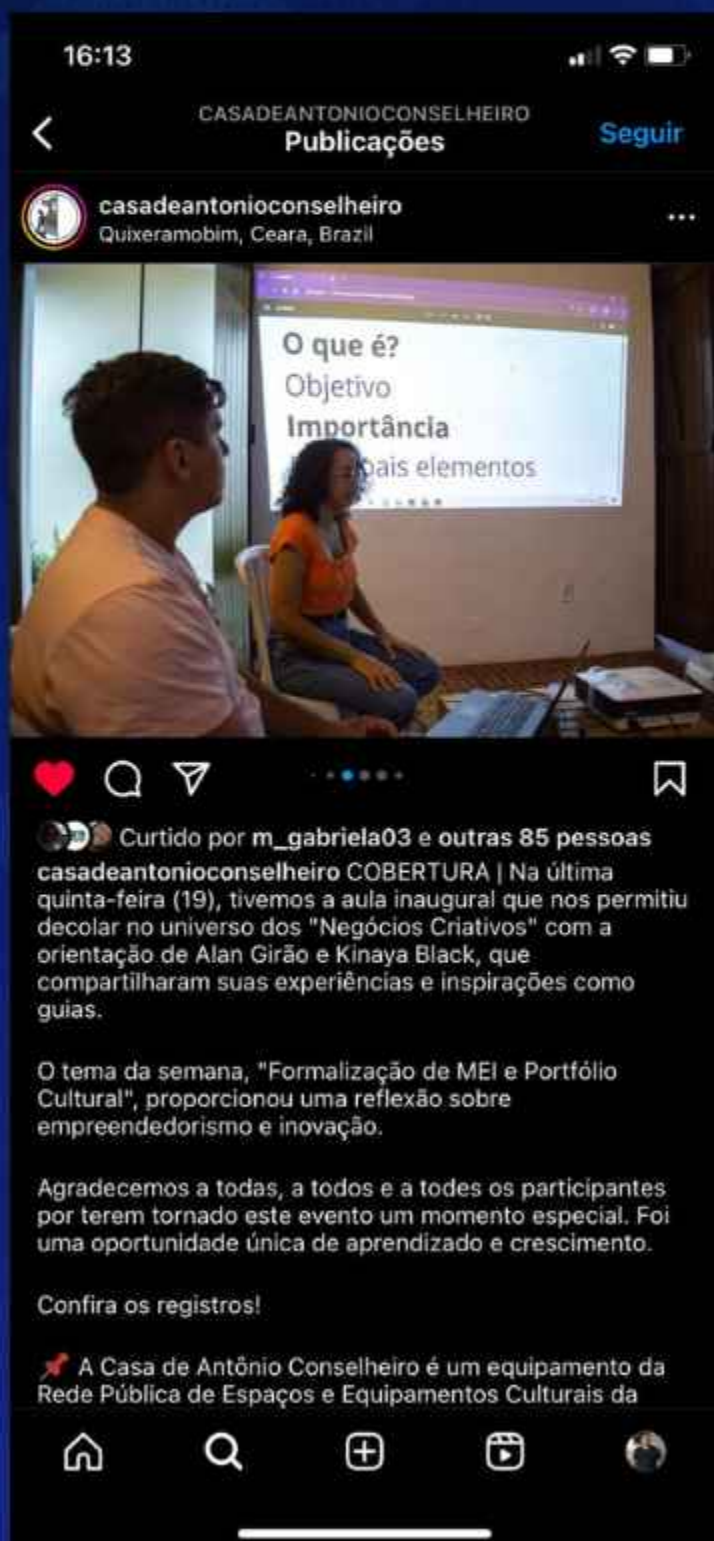 16:13
CASADEANTONIOCONSELHEIRO
Publicações
Seguir
casadeantonioconselheiro
Quixeramobim, Ceara, Brazil
O que é?
Objetivo
Importância
pais elementos
Curtido por m_gabriela03 e outras 85 pessoas
casadeantonioconselheiro COBERTURA | Na última
quinta-feira (19), tivemos a aula inaugural que nos permitiu
decolar no universo dos "Negócios Criativos" com a
orientação de Alan Girão e Kinaya Black, que
compartilharam suas experiências e inspirações como
guias.
O tema da semana, "Formalização de MEI e Portfólio
Cultural", proporcionou uma reflexão sobre
empreendedorismo e inovação.
Agradecemos a todas, a todos e a todes os participantes
por terem tornado este evento um momento especial. Foi
uma oportunidade única de aprendizado e crescimento.
Confira os registros!
📌 A Casa de Antônio Conselheiro é um equipamento da
Rede Pública de Espaços e Equipamentos Culturais da